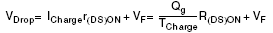 V_Drop = I_Charge r_(DS)ON + V_F = Q_g / T_Charge R_(DS)ON + V_F